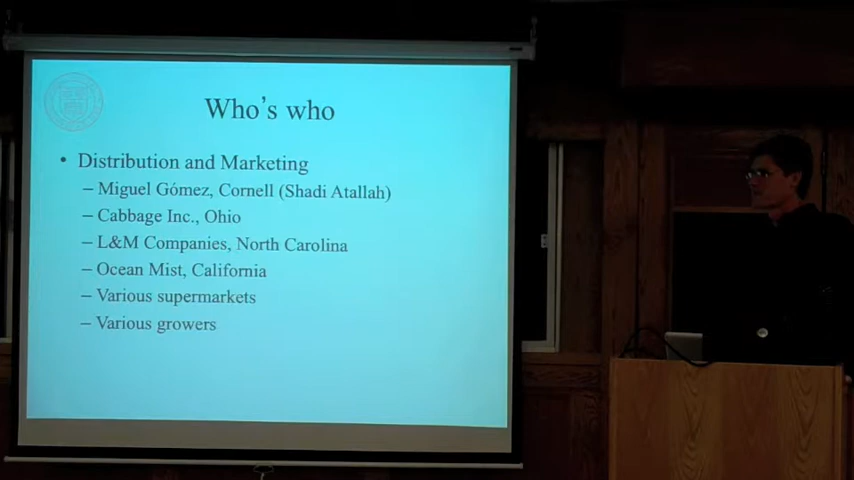 Who's who
• Distribution and Marketing
– Miguel Gómez, Cornell (Shadi Atallah)
– Cabbage Inc., Ohio
– L&M Companies, North Carolina
– Ocean Mist, California
– Various supermarkets
– Various growers